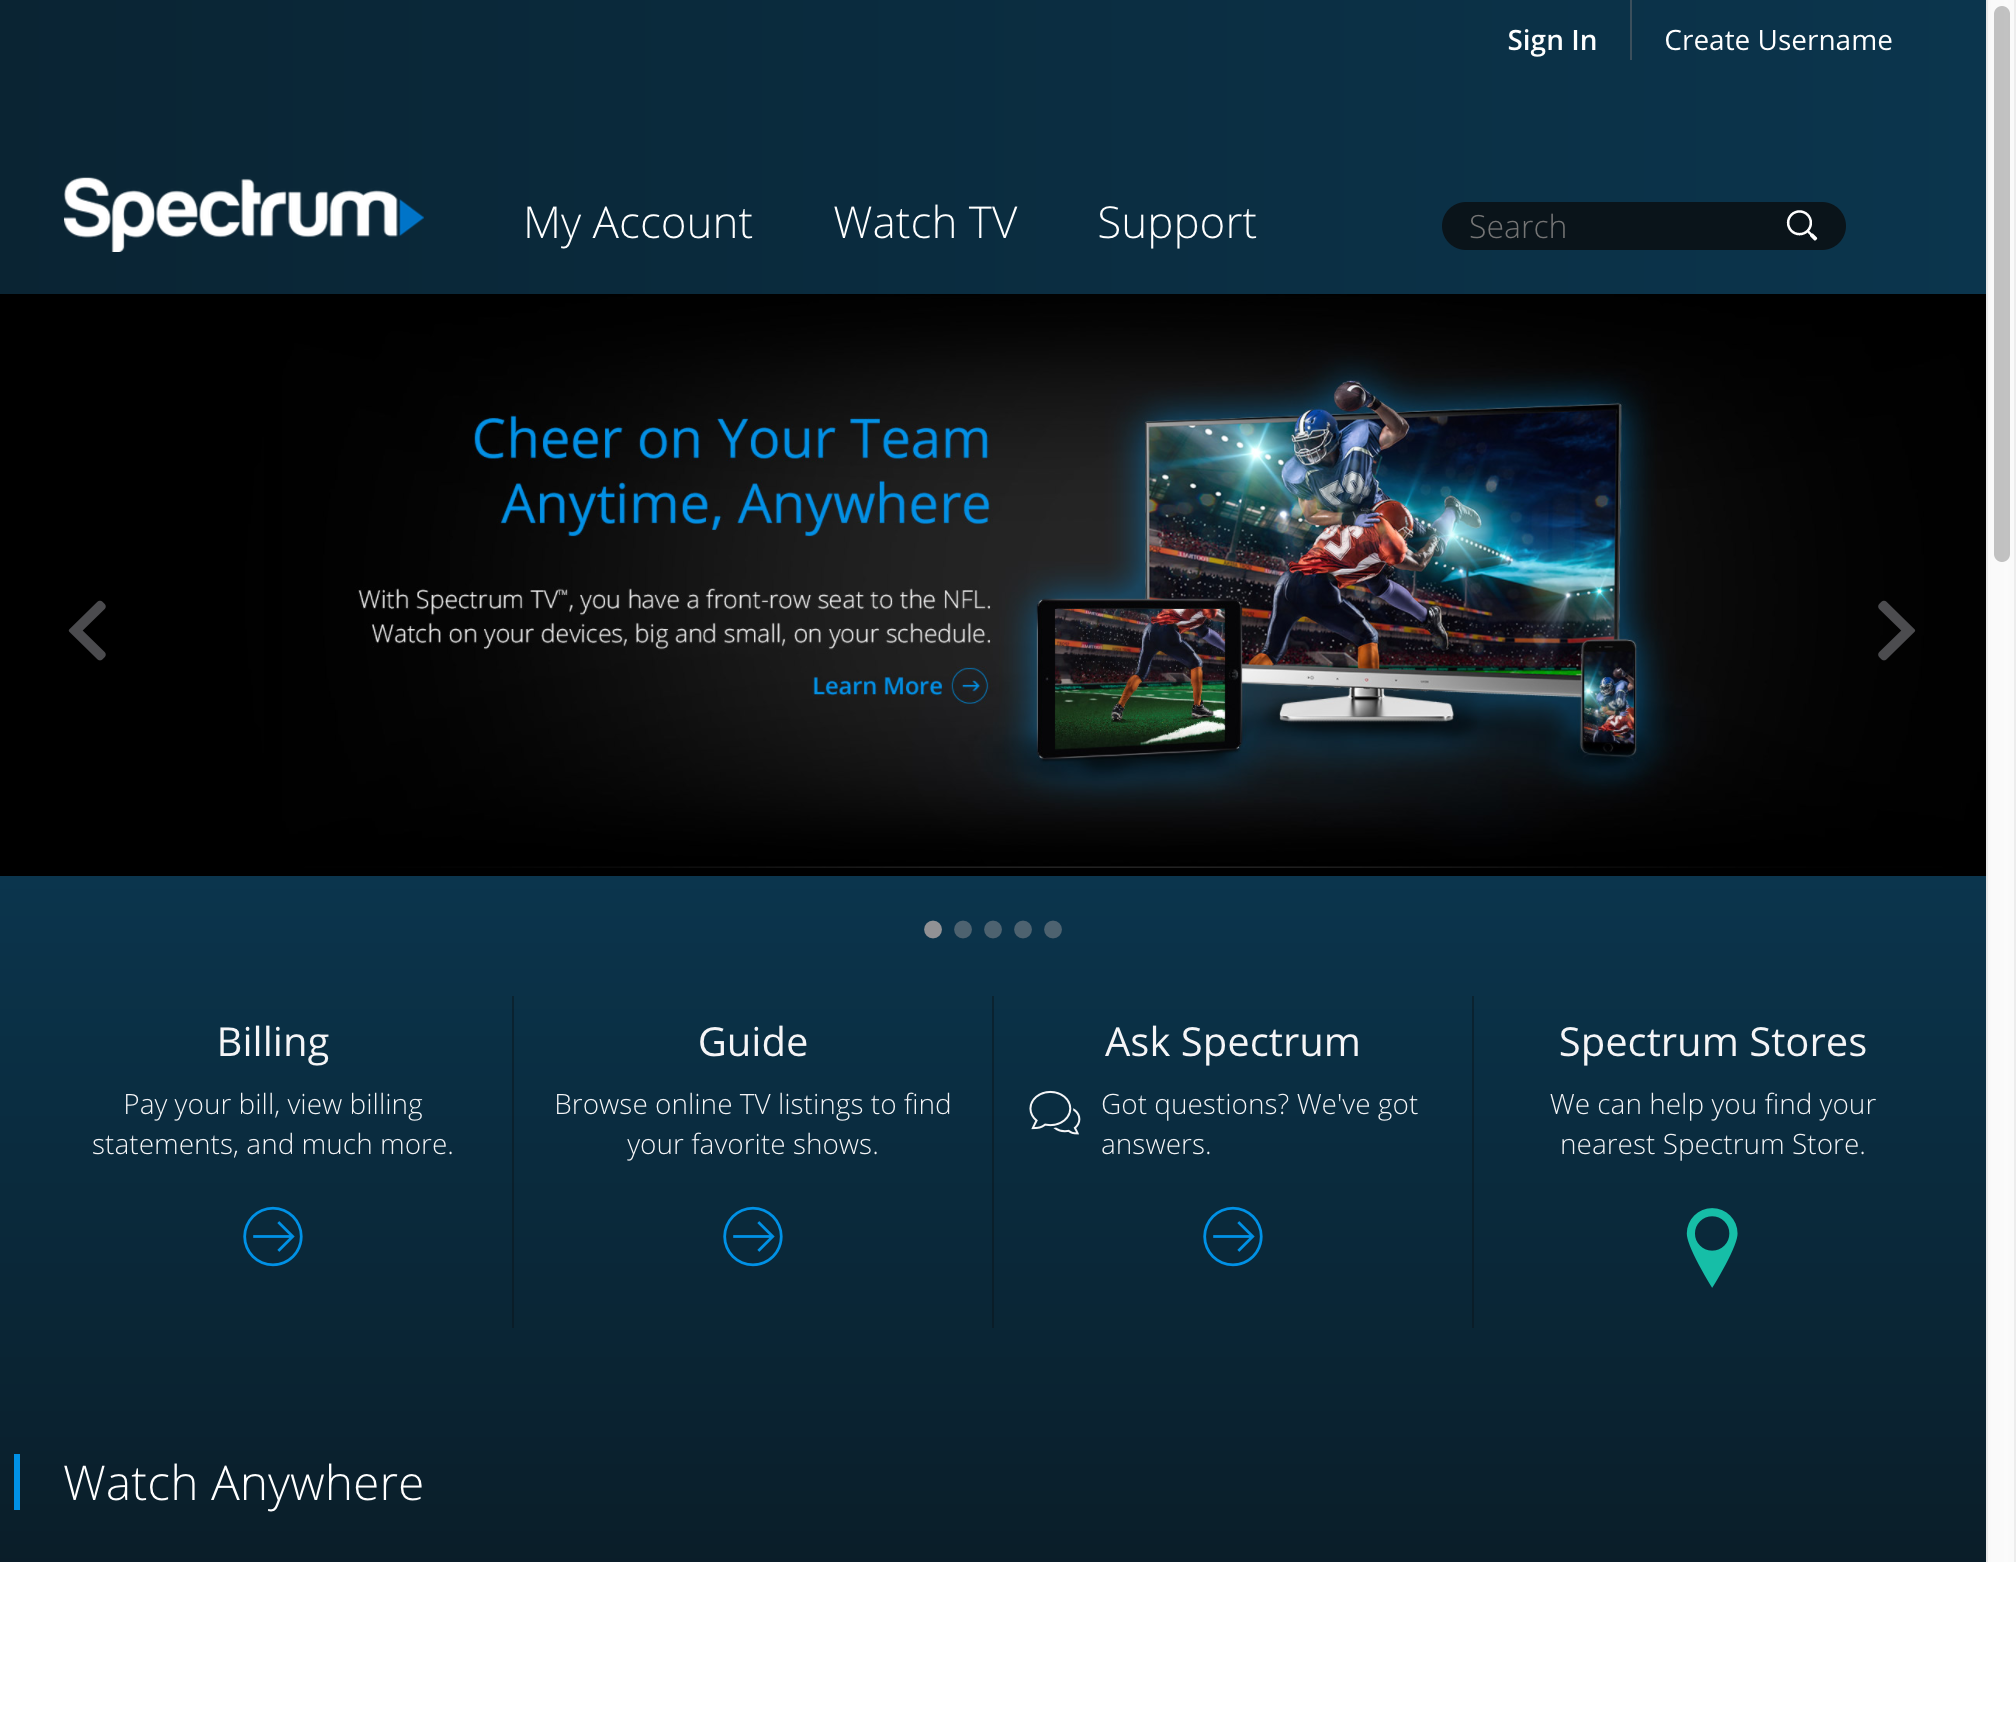 Sign In
Create Username
Spectrum
My Account
Watch TV
Support
Search
Cheer on Your Team
Anytime, Anywhere
With Spectrum TV™, you have a front-row seat to the NFL.
Watch on your devices, big and small, on your schedule.
Learn More
Billing
Pay your bill, view billing
statements, and much more.
Guide
Browse online TV listings to find
your favorite shows.
Ask Spectrum
Got questions? We've got
answers.
Spectrum Stores
We can help you find your
nearest Spectrum Store.
Watch Anywhere